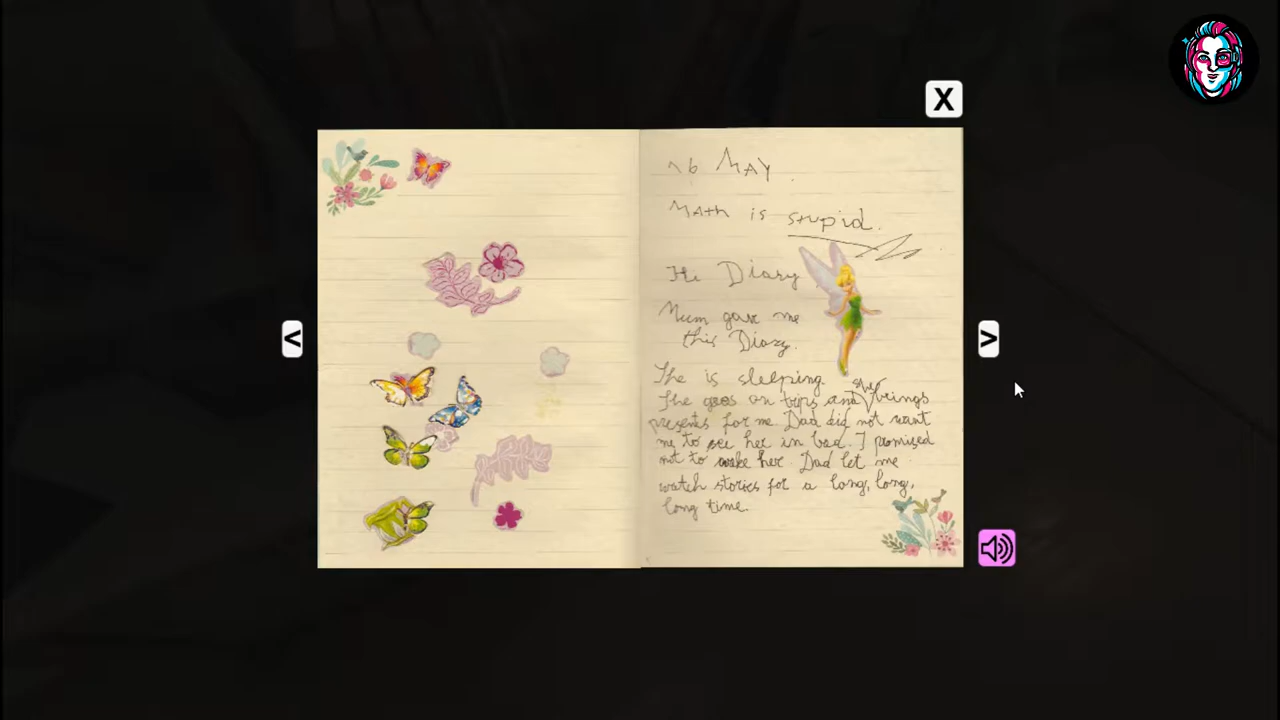 X
16 MAY.
Math is stupid.
Hi Diary
Mum gave me
this Diary.
She is sleeping.
she
She goes on trips and brings
presents for me. Dad did not want
me to see her in bad. I promised
not to wake her. Dad let me
watch stories for a long, long,
long time.
<
>